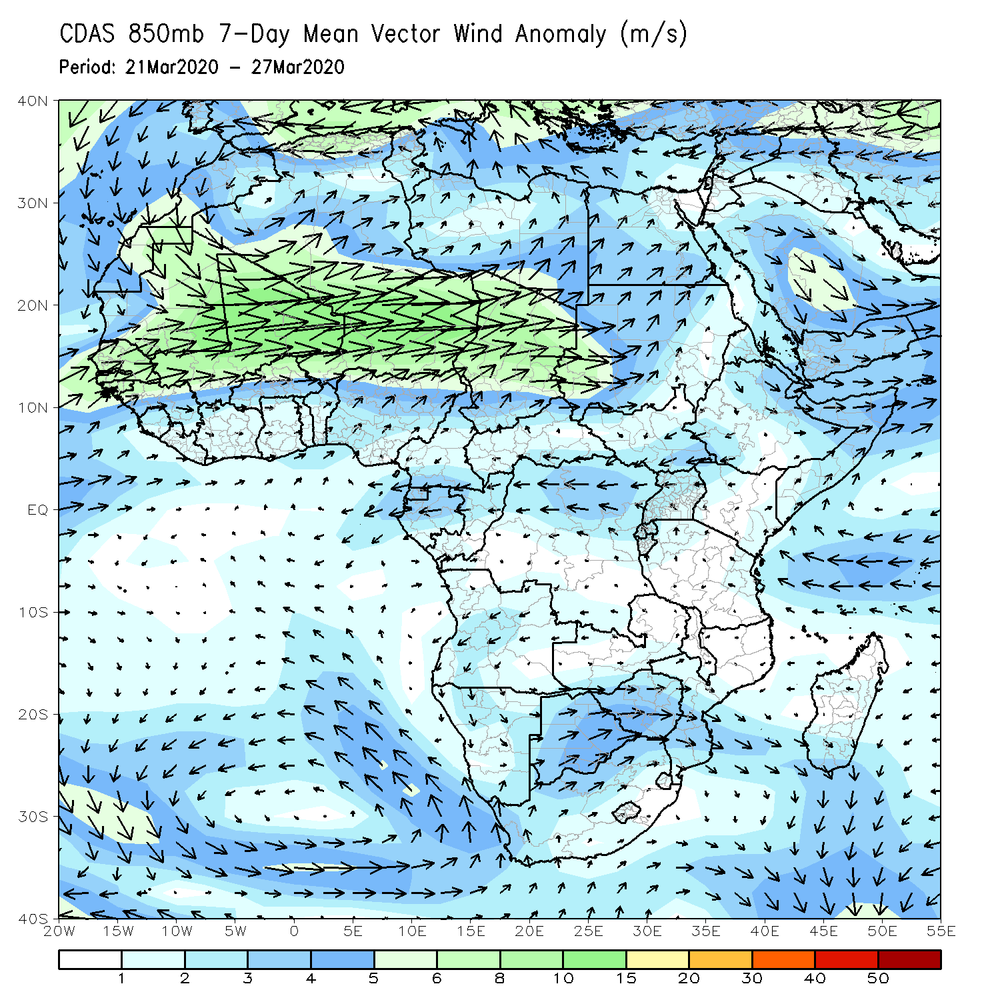 CDAS 850mb 7-Day Mean Vector Wind Anomaly (m/s)
Period: 21Mar2020 - 27Mar2020
40N
30N
20N
10N
EQ
10S
20S
30S
40S
20W 15W 10W 5W 0 5E 10E 15E 20E 25E 30E 35E 40E 45E 50E 55E
1 2 3 4 5 6 8 10 15 20 30 40 50